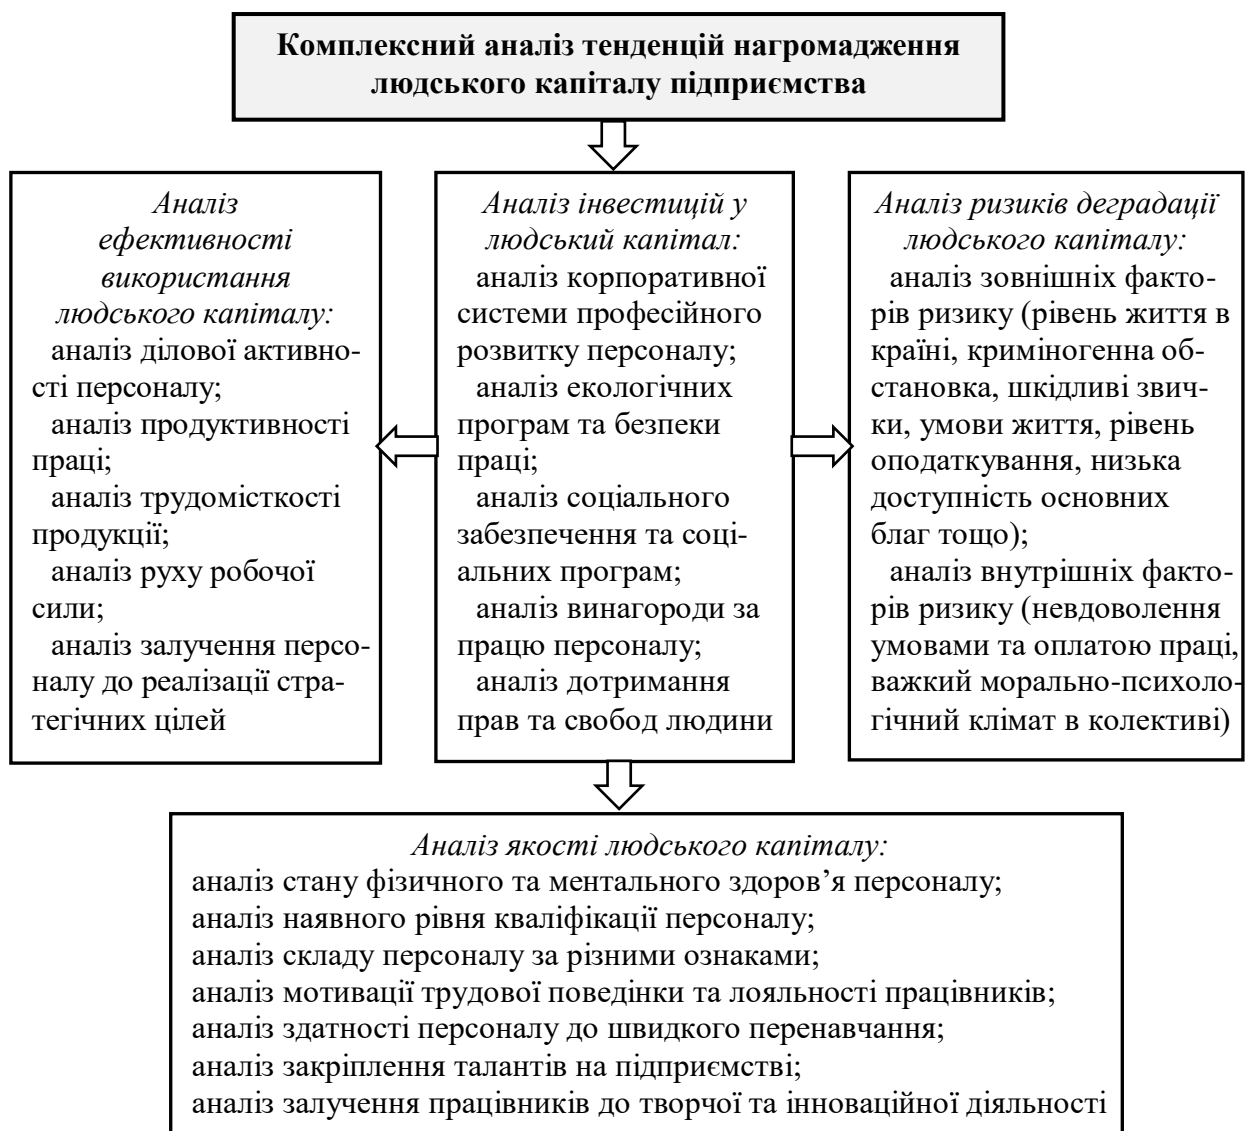 Комплексний аналіз тенденцій нагромадження
людського капіталу підприємства
Аналіз
ефективності
використання
людського капіталу:
аналіз ділової активно-
сті персоналу;
аналіз продуктивності
праці;
аналіз трудомісткості
продукції;
аналіз руху робочої
сили;
аналіз залучення персо-
налу до реалізації стра-
тегічних цілей
Аналіз інвестицій у
людський капітал:
аналіз корпоративної
системи професійного
розвитку персоналу;
аналіз екологічних
програм та безпеки
праці;
аналіз соціального
забезпечення та соці-
альних програм;
аналіз винагороди за
працю персоналу;
аналіз дотримання
прав та свобод людини
Аналіз ризиків деградації
людського капіталу:
аналіз зовнішніх факто-
рів ризику (рівень життя в
країні, криміногенна об-
становка, шкідливі звич-
ки, умови життя, рівень
оподаткування, низька
доступність основних
благ тощо);
аналіз внутрішніх факто-
рів ризику (невдоволення
умовами та оплатою праці,
важкий морально-психоло-
гічний клімат в колективі)
Аналіз якості людського капіталу:
аналіз стану фізичного та ментального здоров’я персоналу;
аналіз наявного рівня кваліфікації персоналу;
аналіз складу персоналу за різними ознаками;
аналіз мотивації трудової поведінки та лояльності працівників;
аналіз здатності персоналу до швидкого перенавчання;
аналіз закріплення талантів на підприємстві;
аналіз залучення працівників до творчої та інноваційної діяльності